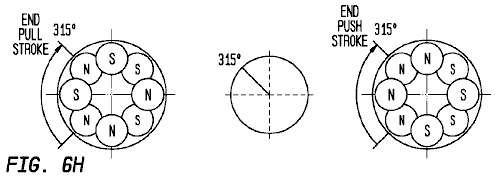 END
PULL
STROKE
315°
S
N S
S N
N S
N
315°
END
PUSH
STROKE
315°
N
N S
N S
N S
S
FIG. 6H